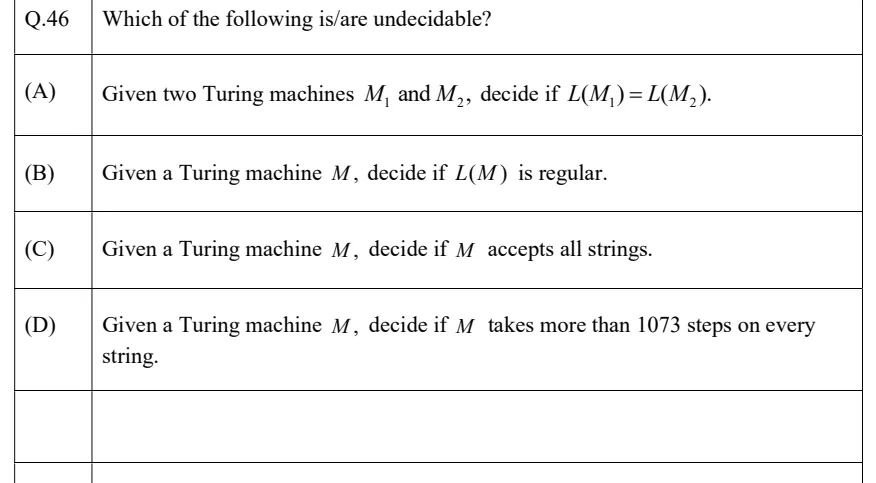 Q.46 Which of the following is/are undecidable?
(A) Given two Turing machines M₁ and M₂, decide if L(M₁) = L(M₂).
(B) Given a Turing machine M, decide if L(M) is regular.
(C) Given a Turing machine M, decide if M accepts all strings.
(D) Given a Turing machine M, decide if M takes more than 1073 steps on every
string.